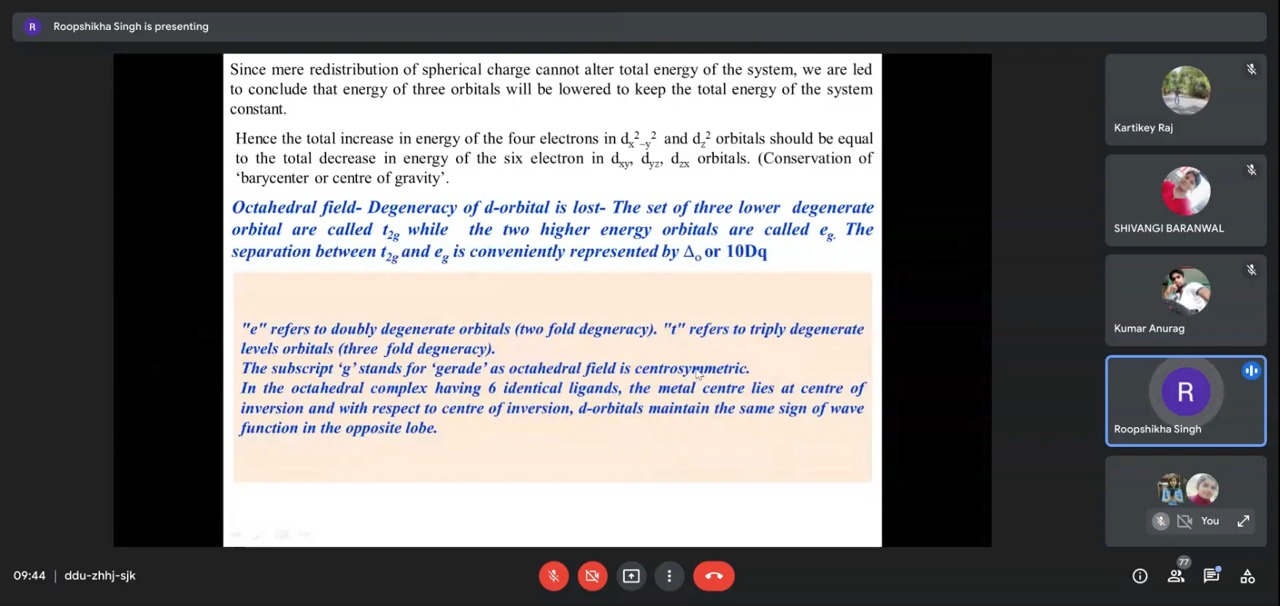 R Roopshikha Singh is presenting
Since mere redistribution of spherical charge cannot alter total energy of the system, we are led
to conclude that energy of three orbitals will be lowered to keep the total energy of the system
constant.
Hence the total increase in energy of the four electrons in dx²-y² and dz² orbitals should be equal
to the total decrease in energy of the six electron in dxy, dyz, dzx orbitals. (Conservation of
‘barycenter or centre of gravity’.
Octahedral field- Degeneracy of d-orbital is lost- The set of three lower degenerate
orbital are called t2g while the two higher energy orbitals are called eg. The
separation between t2g and eg is conveniently represented by Δo or 10Dq
"e" refers to doubly degenerate orbitals (two fold degneracy). "t" refers to triply degenerate
levels orbitals (three fold degneracy).
The subscript ‘g’ stands for ‘gerade’ as octahedral field is centrosymmetric.
In the octahedral complex having 6 identical ligands, the metal centre lies at centre of
inversion and with respect to centre of inversion, d-orbitals maintain the same sign of wave
function in the opposite lobe.
Kartikey Raj
SHIVANGI BARANWAL
Kumar Anurag
R
Roopshikha Singh
You
09:44 | ddu-zhhj-sjk
77